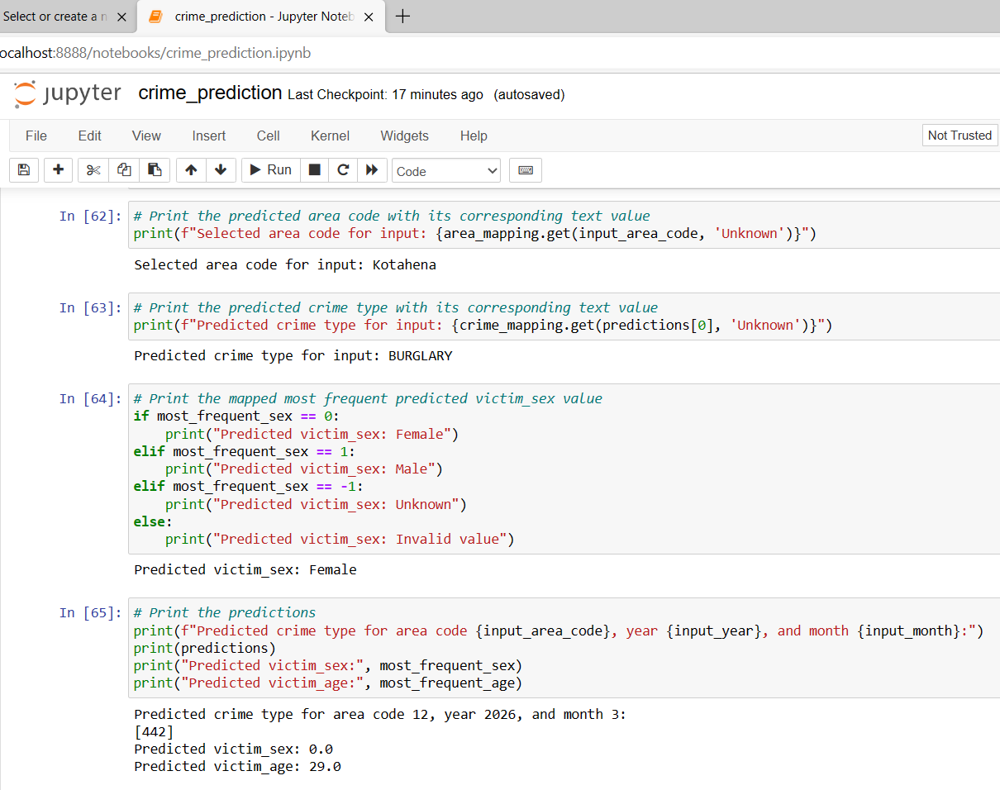 Select or create a n
crime_prediction - Jupyter Noteb
ocalhost:8888/notebooks/crime_prediction.ipynb
jupyter crime_prediction Last Checkpoint: 17 minutes ago (autosaved)
File Edit View Insert Cell Kernel Widgets Help Not Trusted
Run Code
In [62]: # Print the predicted area code with its corresponding text value
print(f"Selected area code for input: {area_mapping.get(input_area_code, 'Unknown')}")
Selected area code for input: Kotahena
In [63]: # Print the predicted crime type with its corresponding text value
print(f"Predicted crime type for input: {crime_mapping.get(predictions[0], 'Unknown')}")
Predicted crime type for input: BURGLARY
In [64]: # Print the mapped most frequent predicted victim_sex value
if most_frequent_sex == 0:
    print("Predicted victim_sex: Female")
elif most_frequent_sex == 1:
    print("Predicted victim_sex: Male")
elif most_frequent_sex == -1:
    print("Predicted victim_sex: Unknown")
else:
    print("Predicted victim_sex: Invalid value")
Predicted victim_sex: Female
In [65]: # Print the predictions
print(f"Predicted crime type for area code {input_area_code}, year {input_year}, and month {input_month}:")
print(predictions)
print("Predicted victim_sex:", most_frequent_sex)
print("Predicted victim_age:", most_frequent_age)
Predicted crime type for area code 12, year 2026, and month 3:
[442]
Predicted victim_sex: 0.0
Predicted victim_age: 29.0